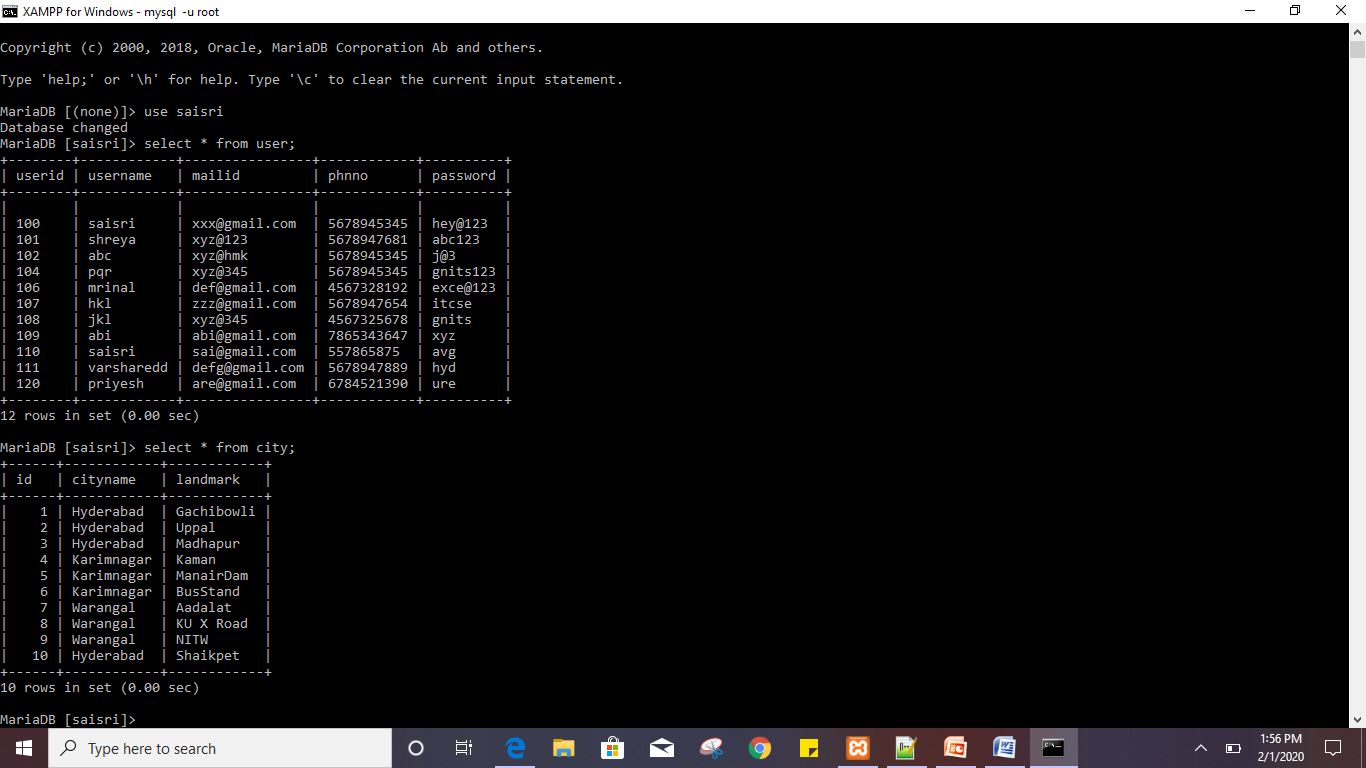 XAMPP for Windows - mysql -u root
Copyright (c) 2000, 2018, Oracle, MariaDB Corporation Ab and others.
Type 'help;' or '\h' for help. Type '\c' to clear the current input statement.
MariaDB [(none)]> use saisri
Database changed
MariaDB [saisri]> select * from user;
+--------+------------+----------------+------------+----------+
| userid | username   | mailid         | phnno      | password |
+--------+------------+----------------+------------+----------+
|        |            |                |            |          |
| 100    | saisri     | xxx@gmail.com  | 5678945345 | hey@123  |
| 101    | shreya     | xyz@123        | 5678947681 | abc123   |
| 102    | abc        | xyz@hmk        | 5678945345 | j@3      |
| 104    | pqr        | xyz@345        | 5678945345 | gnits123 |
| 106    | mrinal     | def@gmail.com  | 4567328192 | exce@123 |
| 107    | hkl        | zzz@gmail.com  | 5678947654 | itcse    |
| 108    | jkl        | xyz@345        | 4567325678 | gnits    |
| 109    | abi        | abi@gmail.com  | 7865343647 | xyz      |
| 110    | saisri     | sai@gmail.com  | 557865875  | avg      |
| 111    | varsharedd | defg@gmail.com | 5678947889 | hyd      |
| 120    | priyesh    | are@gmail.com  | 6784521390 | ure      |
+--------+------------+----------------+------------+----------+
12 rows in set (0.00 sec)
MariaDB [saisri]> select * from city;
+------+------------+------------+
| id   | cityname   | landmark   |
+------+------------+------------+
|    1 | Hyderabad  | Gachibowli |
|    2 | Hyderabad  | Uppal      |
|    3 | Hyderabad  | Madhapur   |
|    4 | Karimnagar | Kaman      |
|    5 | Karimnagar | ManairDam  |
|    6 | Karimnagar | BusStand   |
|    7 | Warangal   | Aadalat    |
|    8 | Warangal   | KU X Road  |
|    9 | Warangal   | NITW       |
|   10 | Hyderabad  | Shaikpet   |
+------+------------+------------+
10 rows in set (0.00 sec)
MariaDB [saisri]>
Type here to search
1:56 PM
2/1/2020